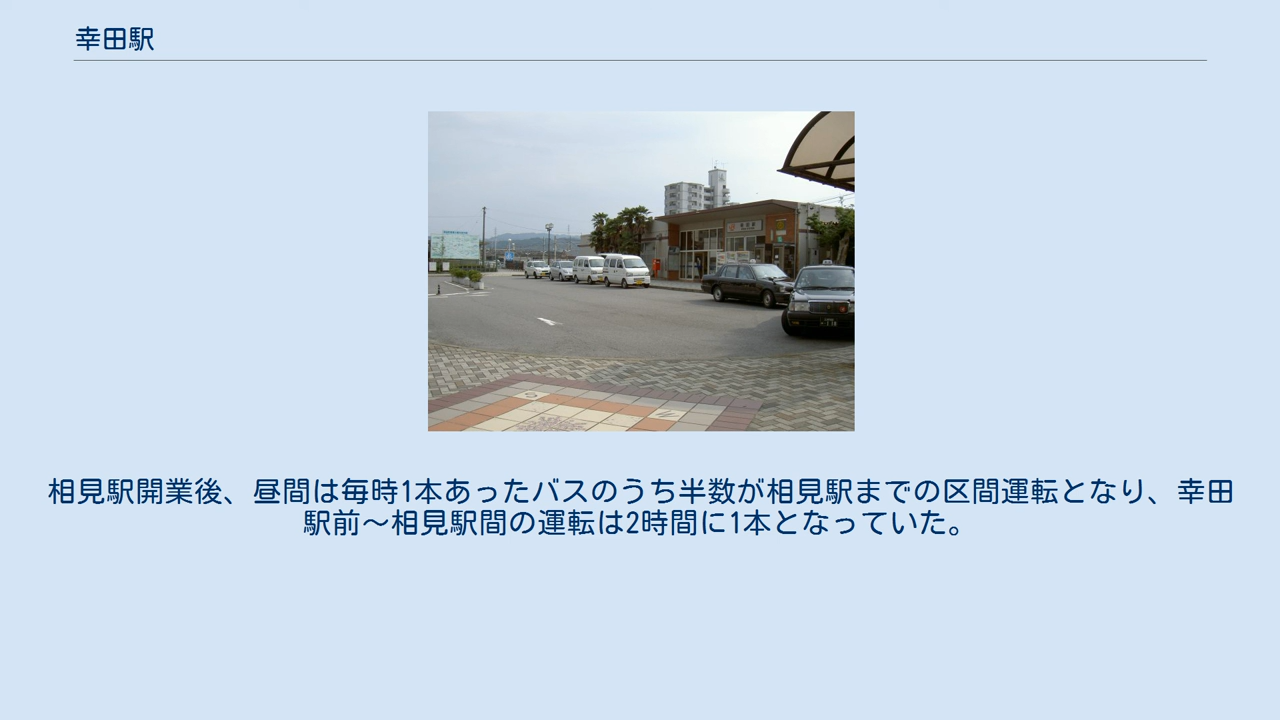 幸田駅
相見駅開業後、昼間は毎時1本あったバスのうち半数が相見駅までの区間運転となり、幸田
駅前〜相見駅間の運転は2時間に1本となっていた。